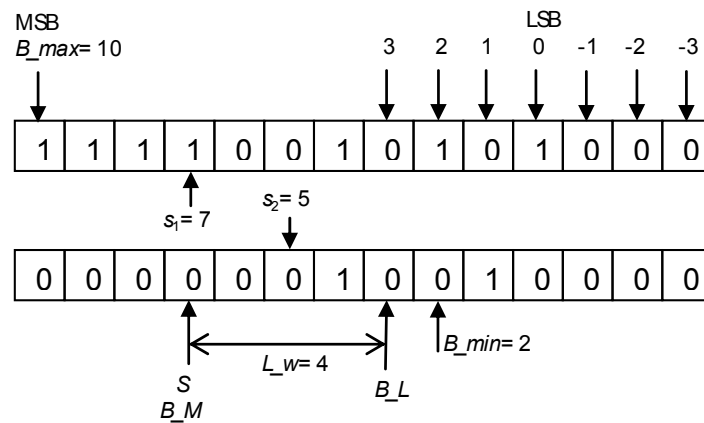 MSB LSB
B_max= 10 3 2 1 0 -1 -2 -3
1 1 1 1 0 0 1 0 1 0 1 0 0 0
s1= 7 s2= 5
0 0 0 0 0 0 1 0 0 1 0 0 0 0
L_w= 4 B_min= 2
S B_L
B_M